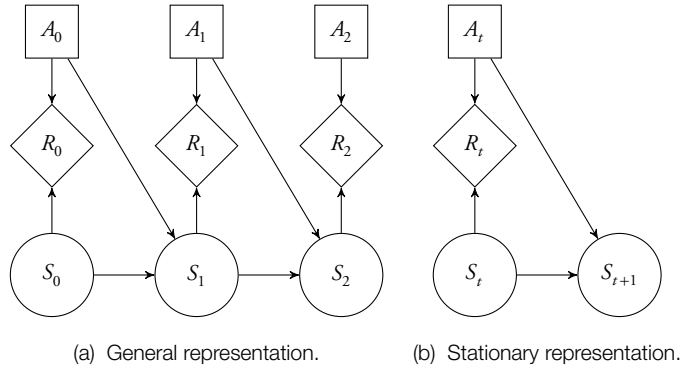 A₀ A₁ A₂ Aₜ
R₀ R₁ R₂ Rₜ
S₀ S₁ S₂ Sₜ Sₜ₊₁
(a) General representation. (b) Stationary representation.